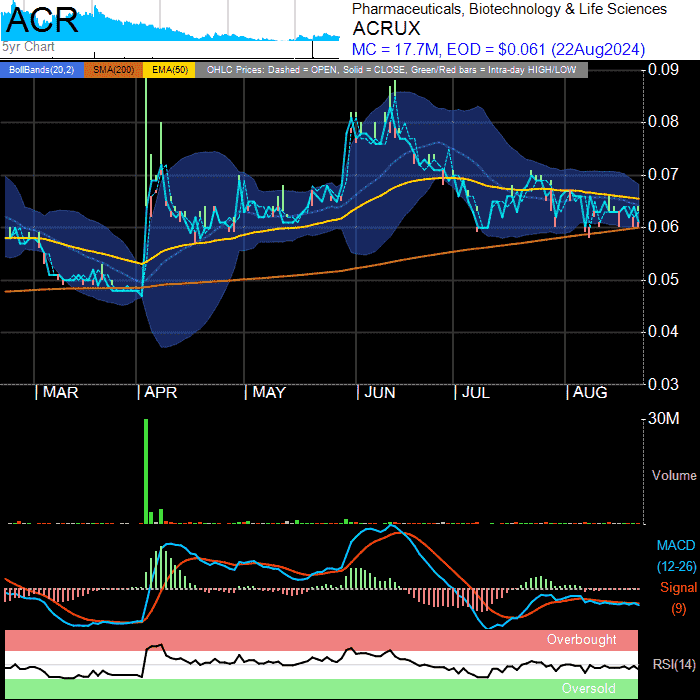 ACR
5yr Chart
Pharmaceuticals, Biotechnology & Life Sciences
ACRUX
MC = 17.7M, EOD = $0.061 (22Aug2024)
BollBands(20,2) SMA(200) EMA(50) OHLC Prices: Dashed = OPEN, Solid = CLOSE, Green/Red bars = Intra-day HIGH/LOW
0.09
0.08
0.07
0.06
0.05
0.04
0.03
MAR APR MAY JUN JUL AUG
30M
Volume
MACD
(12-26)
Signal
(9)
Overbought
RSI(14)
Oversold